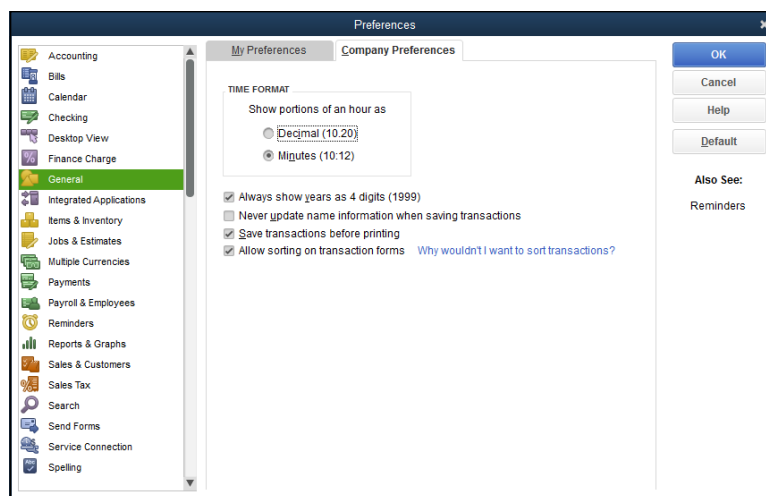 Preferences
Accounting
Bills
Calendar
Checking
Desktop View
Finance Charge
General
Integrated Applications
Items & Inventory
Jobs & Estimates
Multiple Currencies
Payments
Payroll & Employees
Reminders
Reports & Graphs
Sales & Customers
Sales Tax
Search
Send Forms
Service Connection
Spelling
My Preferences
Company Preferences
TIME FORMAT
Show portions of an hour as
Decimal (10.20)
Minutes (10:12)
Always show years as 4 digits (1999)
Never update name information when saving transactions
Save transactions before printing
Allow sorting on transaction forms Why wouldn't I want to sort transactions?
OK
Cancel
Help
Default
Also See:
Reminders